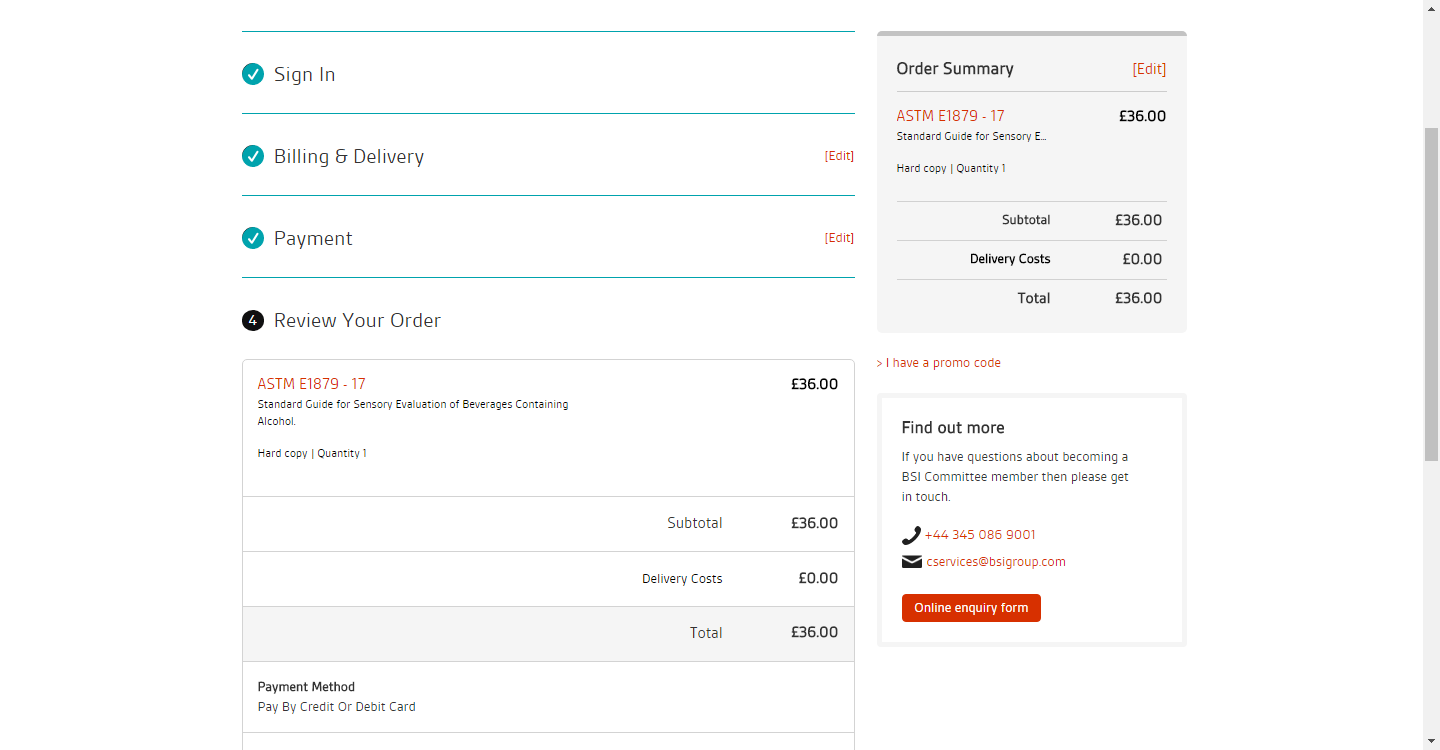 Sign In
Billing & Delivery
[Edit]
Payment
[Edit]
4 Review Your Order
ASTM E1879 - 17
£36.00
Standard Guide for Sensory Evaluation of Beverages Containing
Alcohol.
Hard copy | Quantity 1
Subtotal
£36.00
Delivery Costs
£0.00
Total
£36.00
Payment Method
Pay By Credit Or Debit Card
Order Summary
[Edit]
ASTM E1879 - 17
£36.00
Standard Guide for Sensory E...
Hard copy | Quantity 1
Subtotal
£36.00
Delivery Costs
£0.00
Total
£36.00
> I have a promo code
Find out more
If you have questions about becoming a
BSI Committee member then please get
in touch.
+44 345 086 9001
cservices@bsigroup.com
Online enquiry form